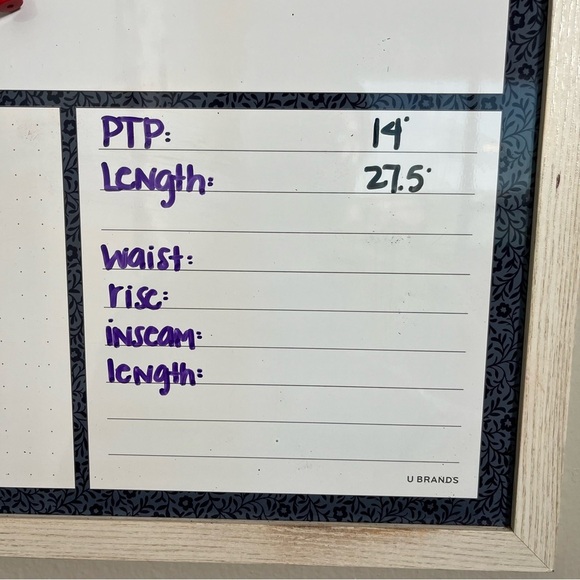 PTP: 14"
Length: 27.5"
Waist:
rise:
inseam:
length:
U BRANDS